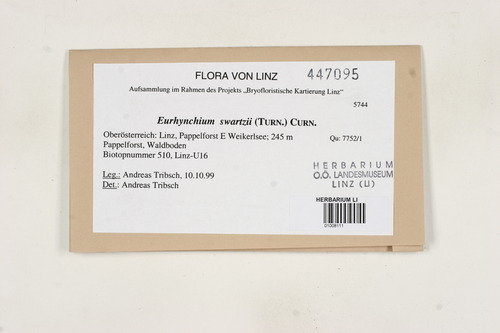 FLORA VON LINZ 447095
Aufsammlung im Rahmen des Projekts „Bryofloristische Kartierung Linz"
5744
Eurhynchium swartzii (TURN.) CURN.
Oberösterreich: Linz, Pappelforst E Weikerlsee; 245 m Qu: 7752/1
Pappelforst, Waldboden
Biotopnummer 510, Linz-U16
HERBARIUM
O.Ö. LANDESMUSEUM
LINZ (LI)
Leg.: Andreas Tribsch, 10.10.99
Det.: Andreas Tribsch
HERBARIUM LI
01008111